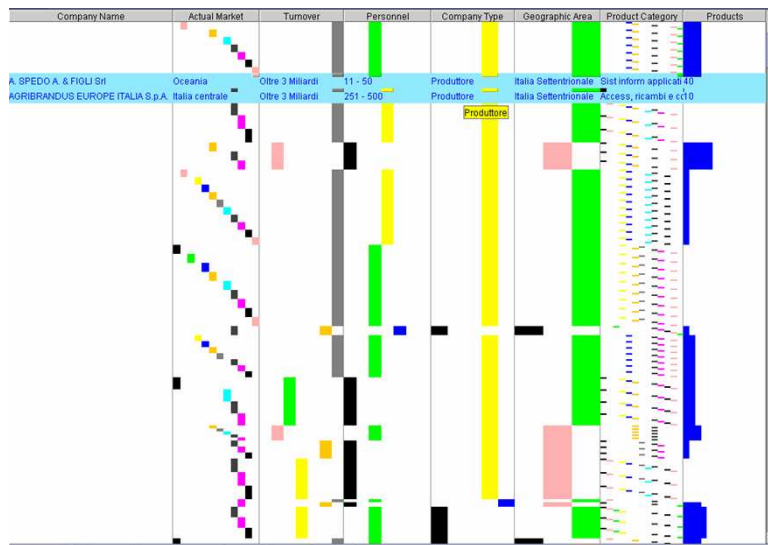 Company Name Actual Market Turnover Personnel Company Type Geographic Area Product Category Products
A. SPEDO A. & FIGLI Srl Oceania Oltre 3 Miliardi 11 - 50 Produttore Italia Settentrionale Sist inform applicati 40
AGRIBRANDUS EUROPE ITALIA S.p.A. Italia centrale Oltre 3 Miliardi 251 - 500 Produttore Italia Settentrionale Access, ricambi e cc 10
Produttore